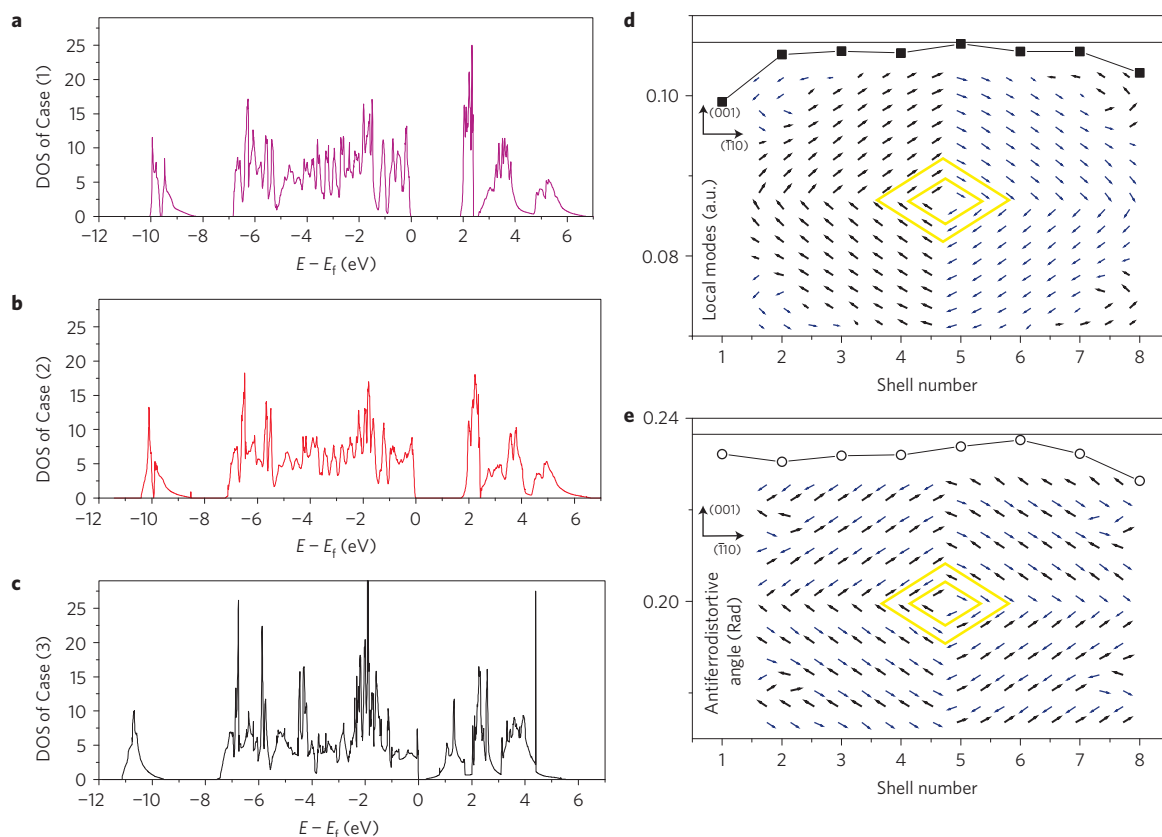 a
DOS of Case (1)
25
20
15
10
5
0
−12 −10 −8 −6 −4 −2 0 2 4 6
E − Ef (eV)
b
DOS of Case (2)
25
20
15
10
5
0
−12 −10 −8 −6 −4 −2 0 2 4 6
E − Ef (eV)
c
DOS of Case (3)
25
20
15
10
5
0
−12 −10 −8 −6 −4 −2 0 2 4 6
E − Ef (eV)
d
Local modes (a.u.)
0.10
0.08
(001)
(1̅10)
1 2 3 4 5 6 7 8
Shell number
e
Antiferrodistortive
angle (Rad)
0.24
0.20
(001)
(1̅10)
1 2 3 4 5 6 7 8
Shell number